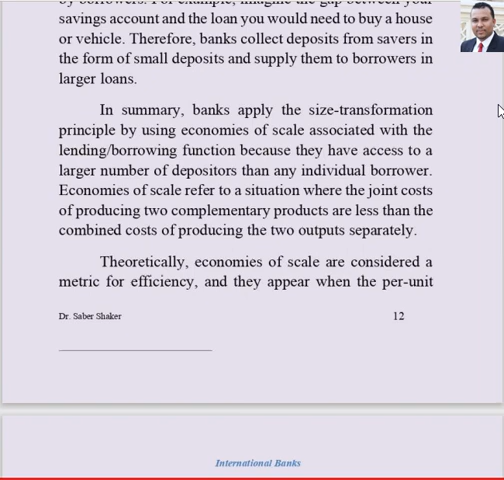 savings account and the loan you would need to buy a house
or vehicle. Therefore, banks collect deposits from savers in
the form of small deposits and supply them to borrowers in
larger loans.
In summary, banks apply the size-transformation
principle by using economies of scale associated with the
lending/borrowing function because they have access to a
larger number of depositors than any individual borrower.
Economies of scale refer to a situation where the joint costs
of producing two complementary products are less than the
combined costs of producing the two outputs separately.
Theoretically, economies of scale are considered a
metric for efficiency, and they appear when the per-unit
Dr. Saber Shaker 12
International Banks